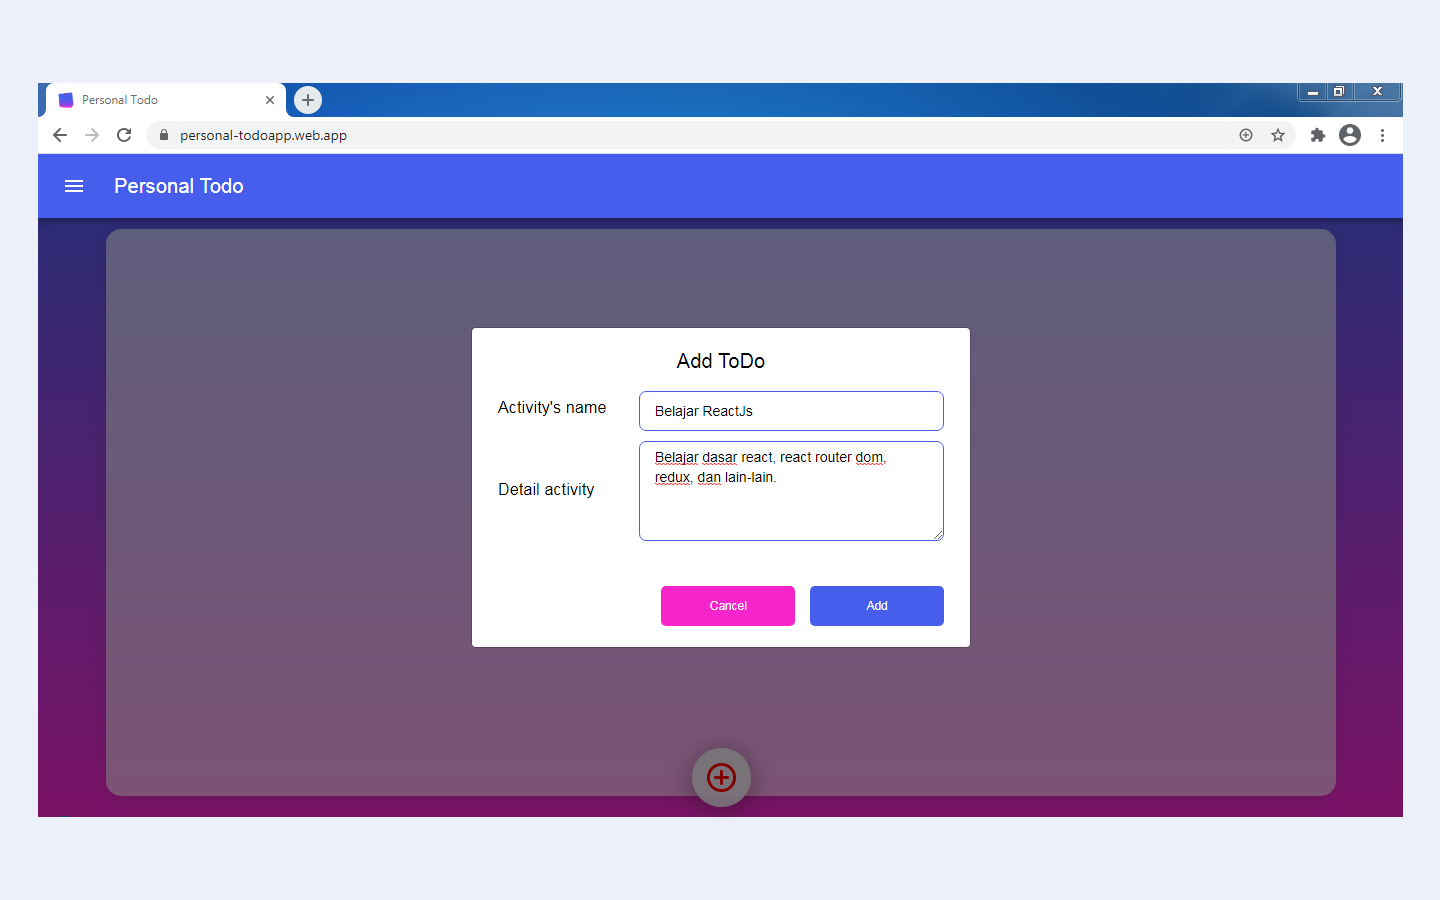 Personal Todo
personal-todoapp.web.app
Personal Todo
Add ToDo
Activity's name
Belajar ReactJs
Detail activity
Belajar dasar react, react router dom,
redux, dan lain-lain.
Cancel
Add